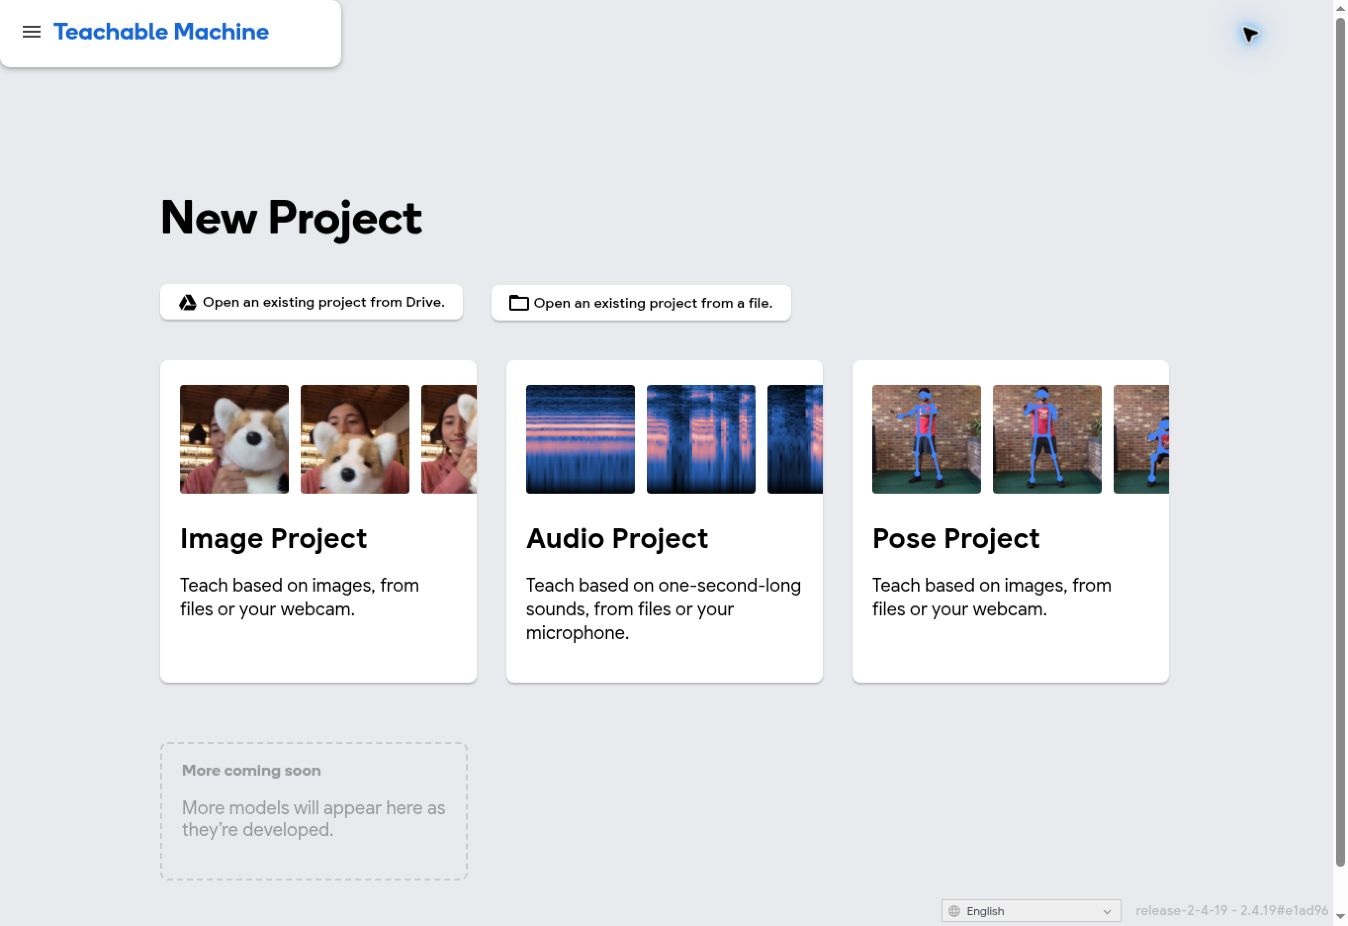 Teachable Machine
New Project
Open an existing project from Drive.
Open an existing project from a file.
Image Project
Teach based on images, from
files or your webcam.
Audio Project
Teach based on one-second-long
sounds, from files or your
microphone.
Pose Project
Teach based on images, from
files or your webcam.
More coming soon
More models will appear here as
they’re developed.
English
release-2-4-19 - 2.4.19#e1ad96